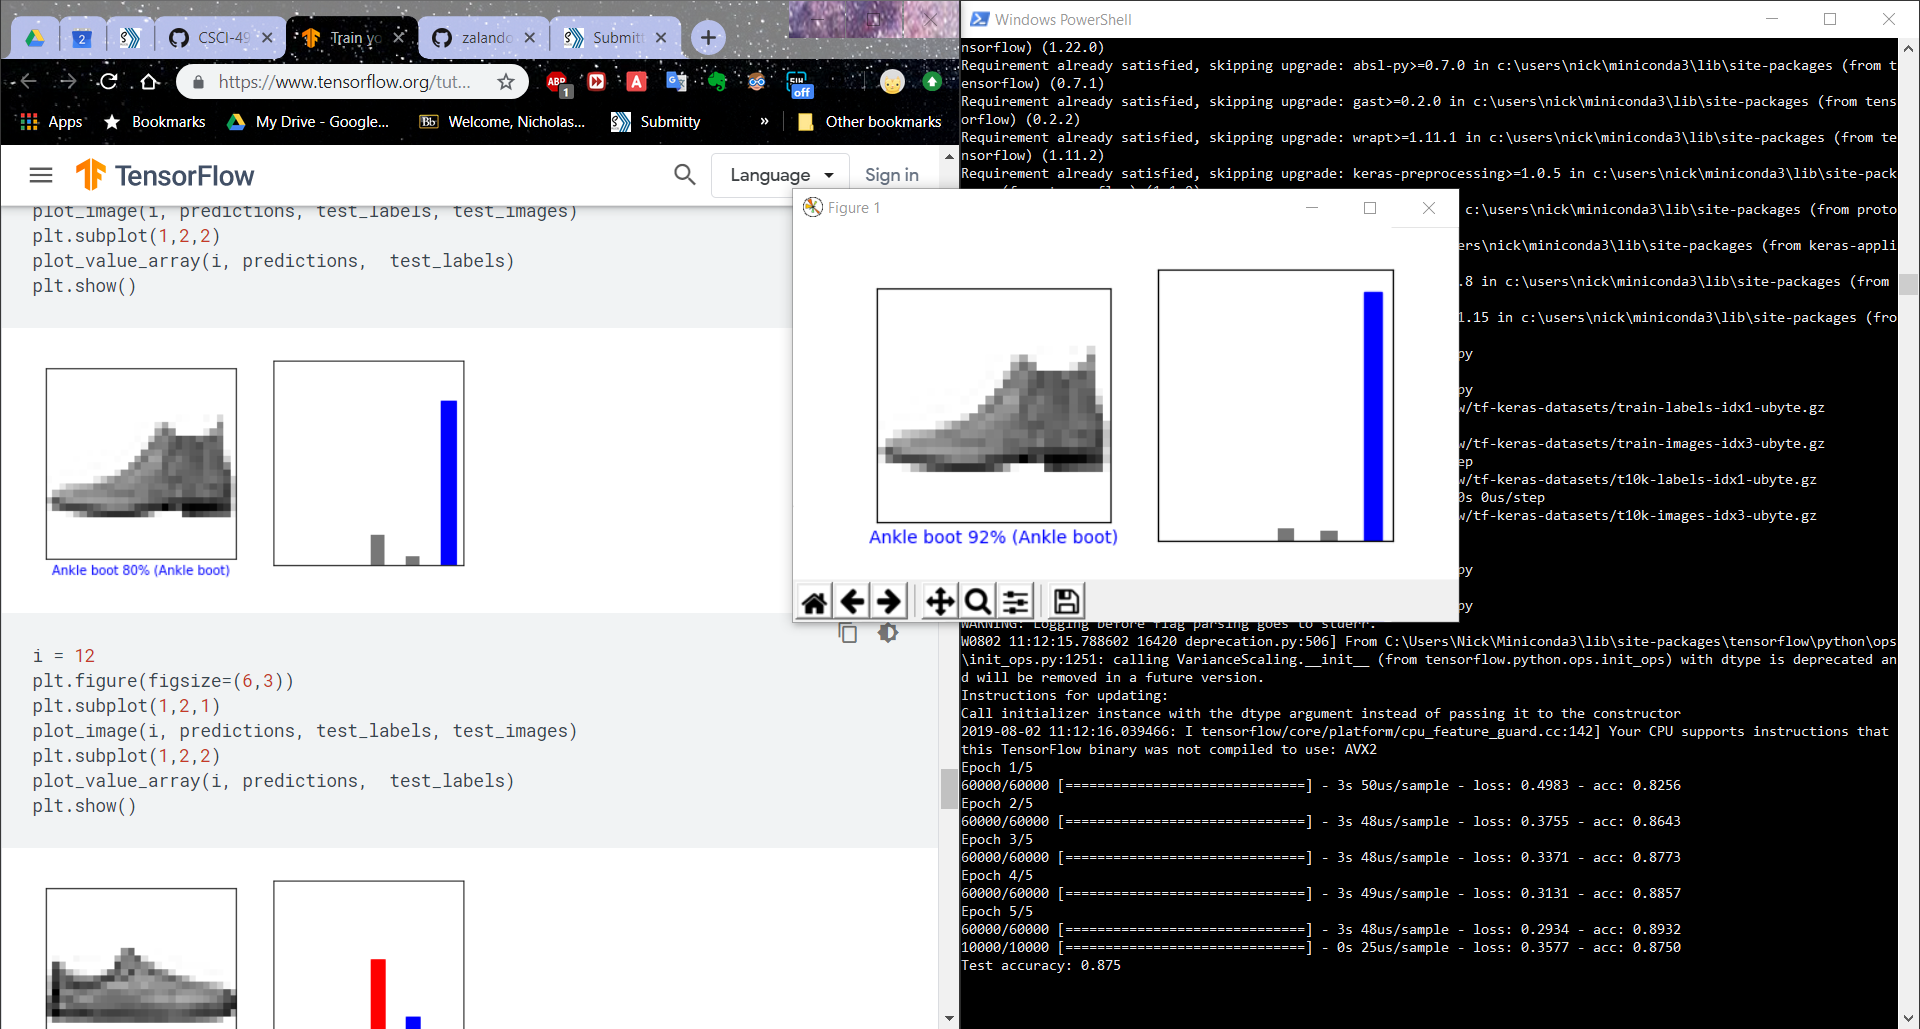 2
CSCI-49
Train yo
zalando
Submitt
https://www.tensorflow.org/tut...
ABP
1
A
off
Apps
Bookmarks
My Drive - Google...
Bb
Welcome, Nicholas...
Submitty
»
Other bookmarks
TensorFlow
Language
Sign in
plot_image(i, predictions, test_labels, test_images)
plt.subplot(1,2,2)
plot_value_array(i, predictions,  test_labels)
plt.show()
Ankle boot 80% (Ankle boot)
i = 12
plt.figure(figsize=(6,3))
plt.subplot(1,2,1)
plot_image(i, predictions, test_labels, test_images)
plt.subplot(1,2,2)
plot_value_array(i, predictions,  test_labels)
plt.show()
Figure 1
Ankle boot 92% (Ankle boot)
Windows PowerShell
nsorflow) (1.22.0)
Requirement already satisfied, skipping upgrade: absl-py>=0.7.0 in c:\users\nick\miniconda3\lib\site-packages (from t
ensorflow) (0.7.1)
Requirement already satisfied, skipping upgrade: gast>=0.2.0 in c:\users\nick\miniconda3\lib\site-packages (from tens
orflow) (0.2.2)
Requirement already satisfied, skipping upgrade: wrapt>=1.11.1 in c:\users\nick\miniconda3\lib\site-packages (from te
nsorflow) (1.11.2)
Requirement already satisfied, skipping upgrade: keras-preprocessing>=1.0.5 in c:\users\nick\miniconda3\lib\site-pack
c:\users\nick\miniconda3\lib\site-packages (from proto
ers\nick\miniconda3\lib\site-packages (from keras-appli
.8 in c:\users\nick\miniconda3\lib\site-packages (from
1.15 in c:\users\nick\miniconda3\lib\site-packages (fro
py
py
w/tf-keras-datasets/train-labels-idx1-ubyte.gz
w/tf-keras-datasets/train-images-idx3-ubyte.gz
ep
w/tf-keras-datasets/t10k-labels-idx1-ubyte.gz
0s 0us/step
w/tf-keras-datasets/t10k-images-idx3-ubyte.gz
py
py
WARNING: Logging before flag parsing goes to stderr.
W0802 11:12:15.788602 16420 deprecation.py:506] From C:\Users\Nick\Miniconda3\lib\site-packages\tensorflow\python\ops
\init_ops.py:1251: calling VarianceScaling.__init__ (from tensorflow.python.ops.init_ops) with dtype is deprecated an
d will be removed in a future version.
Instructions for updating:
Call initializer instance with the dtype argument instead of passing it to the constructor
2019-08-02 11:12:16.039466: I tensorflow/core/platform/cpu_feature_guard.cc:142] Your CPU supports instructions that
this TensorFlow binary was not compiled to use: AVX2
Epoch 1/5
60000/60000 [==============================] - 3s 50us/sample - loss: 0.4983 - acc: 0.8256
Epoch 2/5
60000/60000 [==============================] - 3s 48us/sample - loss: 0.3755 - acc: 0.8643
Epoch 3/5
60000/60000 [==============================] - 3s 48us/sample - loss: 0.3371 - acc: 0.8773
Epoch 4/5
60000/60000 [==============================] - 3s 49us/sample - loss: 0.3131 - acc: 0.8857
Epoch 5/5
60000/60000 [==============================] - 3s 48us/sample - loss: 0.2934 - acc: 0.8932
10000/10000 [==============================] - 0s 25us/sample - loss: 0.3577 - acc: 0.8750
Test accuracy: 0.875